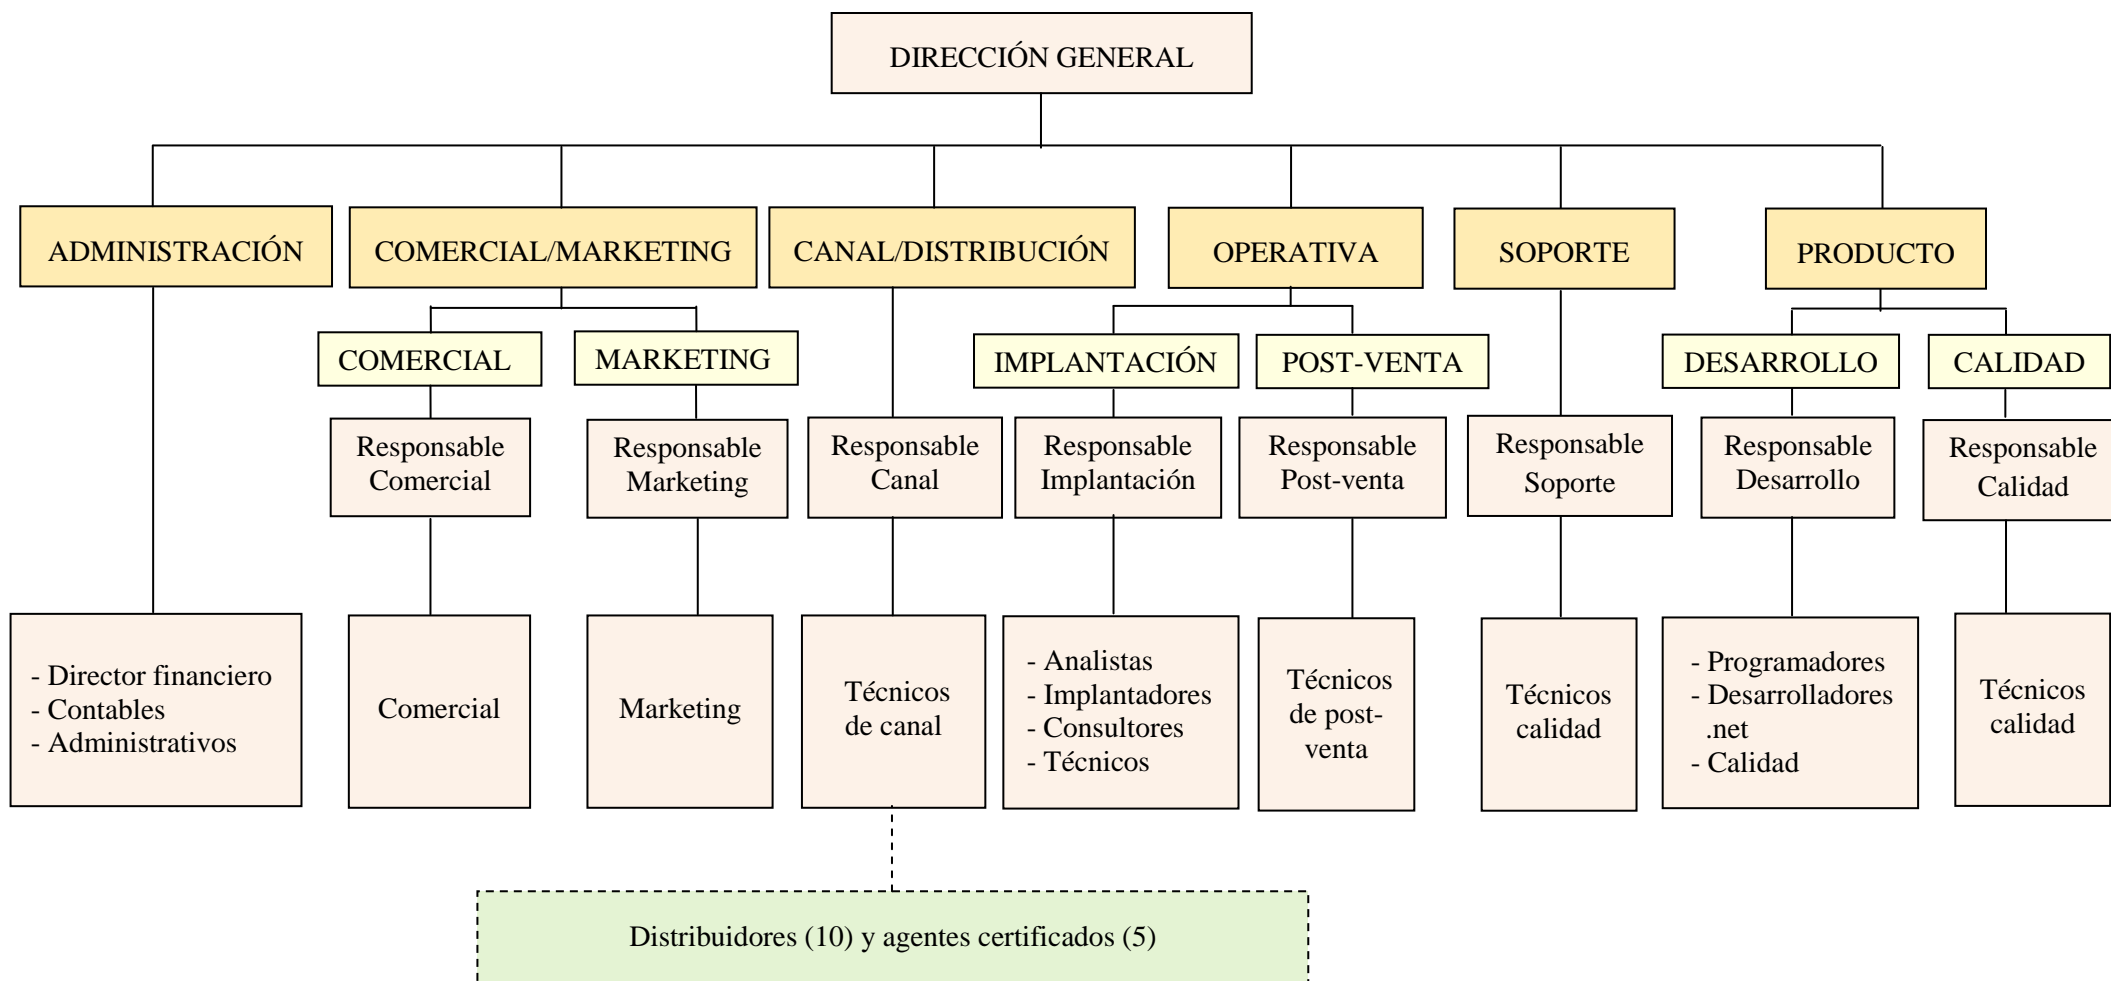 DIRECCIÓN GENERAL
ADMINISTRACIÓN
COMERCIAL/MARKETING
CANAL/DISTRIBUCIÓN
OPERATIVA
SOPORTE
PRODUCTO
COMERCIAL
MARKETING
IMPLANTACIÓN
POST-VENTA
DESARROLLO
CALIDAD
Responsable
Comercial
Responsable
Marketing
Responsable
Canal
Responsable
Implantación
Responsable
Post-venta
Responsable
Soporte
Responsable
Desarrollo
Responsable
Calidad
- Director financiero
- Contables
- Administrativos
Comercial
Marketing
Técnicos
de canal
- Analistas
- Implantadores
- Consultores
- Técnicos
Técnicos
de post-
venta
Técnicos
calidad
- Programadores
- Desarrolladores
.net
- Calidad
Técnicos
calidad
Distribuidores (10) y agentes certificados (5)